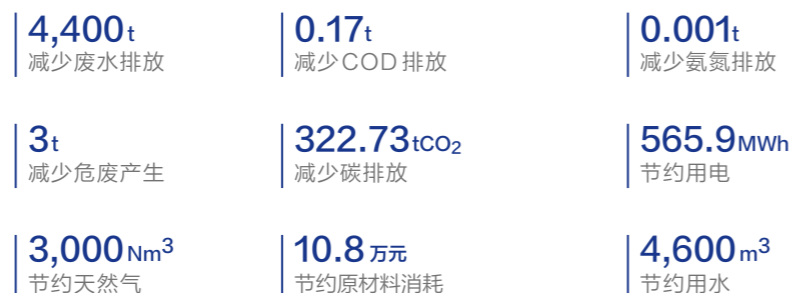 4,400t 0.17t 0.001t
减少废水排放 减少COD排放 减少氨氮排放
3t 322.73tCO2 565.9MWh
减少危废产生 减少碳排放 节约用电
3,000Nm3 10.8万元 4,600m3
节约天然气 节约原材料消耗 节约用水